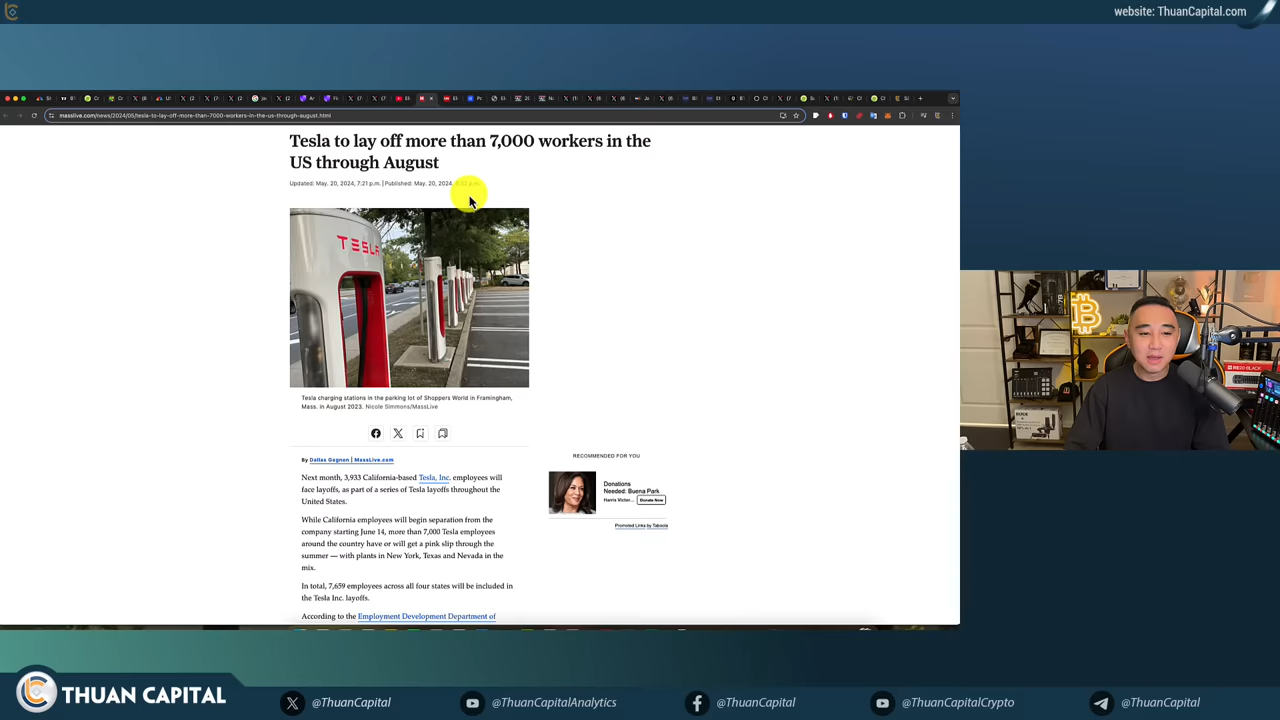 website: ThuanCapital.com
masslive.com/news/2024/05/tesla-to-lay-off-more-than-7000-workers-in-the-us-through-august.html
Tesla to lay off more than 7,000 workers in the
US through August
Updated: May. 20, 2024, 7:21 p.m. | Published: May. 20, 2024,
TESLA
Tesla charging stations in the parking lot of Shoppers World in Framingham,
Mass. in August 2023. Nicole Simmons/MassLive
By Dallas Gagnon | MassLive.com
Next month, 3,933 California-based Tesla, Inc. employees will
face layoffs, as part of a series of Tesla layoffs throughout the
United States.
While California employees will begin separation from the
company starting June 14, more than 7,000 Tesla employees
around the country have or will get a pink slip through the
summer — with plants in New York, Texas and Nevada in the
mix.
In total, 7,659 employees across all four states will be included in
the Tesla Inc. layoffs.
According to the Employment Development Department of
RECOMMENDED FOR YOU
Donations
Needed: Buena Park
Harris Victor...
Donate Now
Promoted Links by Taboola
THUAN CAPITAL
@ThuanCapital
@ThuanCapitalAnalytics
@ThuanCapital
@ThuanCapitalCrypto
@ThuanCapital